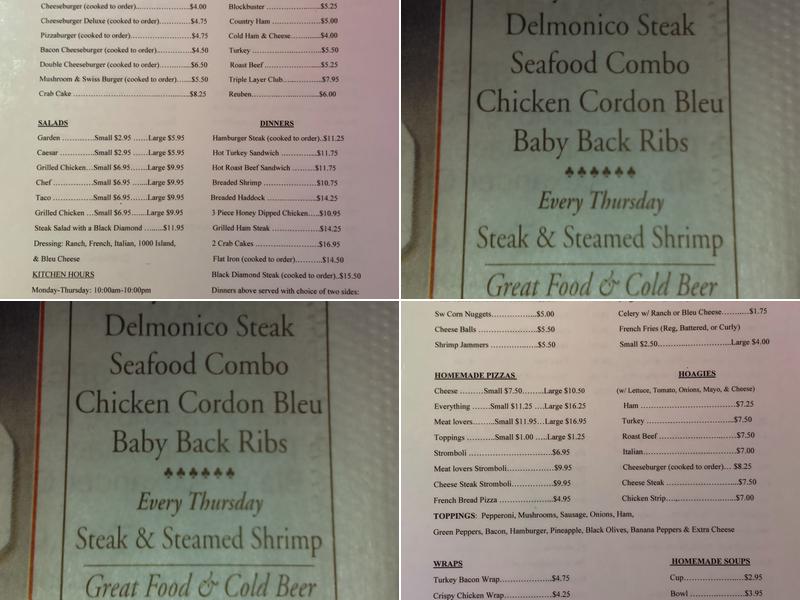 Cheeseburger (cooked to order)...$4.00
Cheeseburger Deluxe (cooked to order)......$4.75
Pizzaburger (cooked to order)..................$4.75
Bacon Cheeseburger (cooked to order).......$4.50
Double Cheeseburger (cooked to order)......$6.50
Mushroom & Swiss Burger (cooked to order)......$5.50
Crab Cake ..........................................$8.25
Blockbuster ..................$5.25
Country Ham ................$5.00
Cold Ham & Cheese.........$4.00
Turkey ........................$5.50
Roast Beef ...................$5.25
Triple Layer Club............$7.95
Reuben........................$6.00
SALADS
Garden ............Small $2.95 ......Large $5.95
Caesar .............Small $2.95 ......Large $5.95
Grilled Chicken...Small $6.95......Large $9.95
Chef ...............Small $6.95......Large $9.95
Taco ...............Small $6.95......Large $9.95
Grilled Chicken ...Small $6.95......Large $9.95
Steak Salad with a Black Diamond ........$11.95
Dressing: Ranch, French, Italian, 1000 Island,
& Bleu Cheese
KITCHEN HOURS
Monday-Thursday: 10:00am-10:00pm
DINNERS
Hamburger Steak (cooked to order)..$11.25
Hot Turkey Sandwich ...............$11.75
Hot Roast Beef Sandwich ..........$11.75
Breaded Shrimp .....................$10.75
Breaded Haddock ...................$14.25
3 Piece Honey Dipped Chicken....$10.95
Grilled Ham Steak ..................$14.25
2 Crab Cakes ........................$16.95
Flat Iron (cooked to order)............$14.50
Black Diamond Steak (cooked to order)..$15.50
Dinners above served with choice of two sides:
Delmonico Steak
Seafood Combo
Chicken Cordon Bleu
Baby Back Ribs
♣♣♣♣♣♣
Every Thursday
Steak & Steamed Shrimp
Great Food & Cold Beer
Delmonico Steak
Seafood Combo
Chicken Cordon Bleu
Baby Back Ribs
♣♣♣♣♣♣
Every Thursday
Steak & Steamed Shrimp
Great Food & Cold Beer
Sw Corn Nuggets...............$5.00
Cheese Balls ...................$5.50
Shrimp Jammers ...............$5.50
Celery w/ Ranch or Bleu Cheese..........$1.75
French Fries (Reg, Battered, or Curly)
Small $2.50.........................Large $4.00
HOMEMADE PIZZAS
Cheese .........Small $7.50........Large $10.50
Everything .......Small $11.25 ....Large $16.25
Meat lovers........Small $11.95...Large $16.95
Toppings .........Small $1.00 .....Large $1.25
Stromboli ........................$6.95
Meat lovers Stromboli...............$9.95
Cheese Steak Stromboli............$9.95
French Bread Pizza ..................$4.95
HOAGIES
(w/ Lettuce, Tomato, Onions, Mayo, & Cheese)
Ham ............................$7.25
Turkey ..........................$7.50
Roast Beef .....................$7.50
Italian...........................$7.00
Cheeseburger (cooked to order)... $8.25
Cheese Steak ..................$7.50
Chicken Strip...................$7.00
TOPPINGS: Pepperoni, Mushrooms, Sausage, Onions, Ham,
Green Peppers, Bacon, Hamburger, Pineapple, Black Olives, Banana Peppers & Extra Cheese
WRAPS
Turkey Bacon Wrap...............$4.75
Crispy Chicken Wrap..............$4.25
HOMEMADE SOUPS
Cup........................$2.95
Bowl ......................$3.95